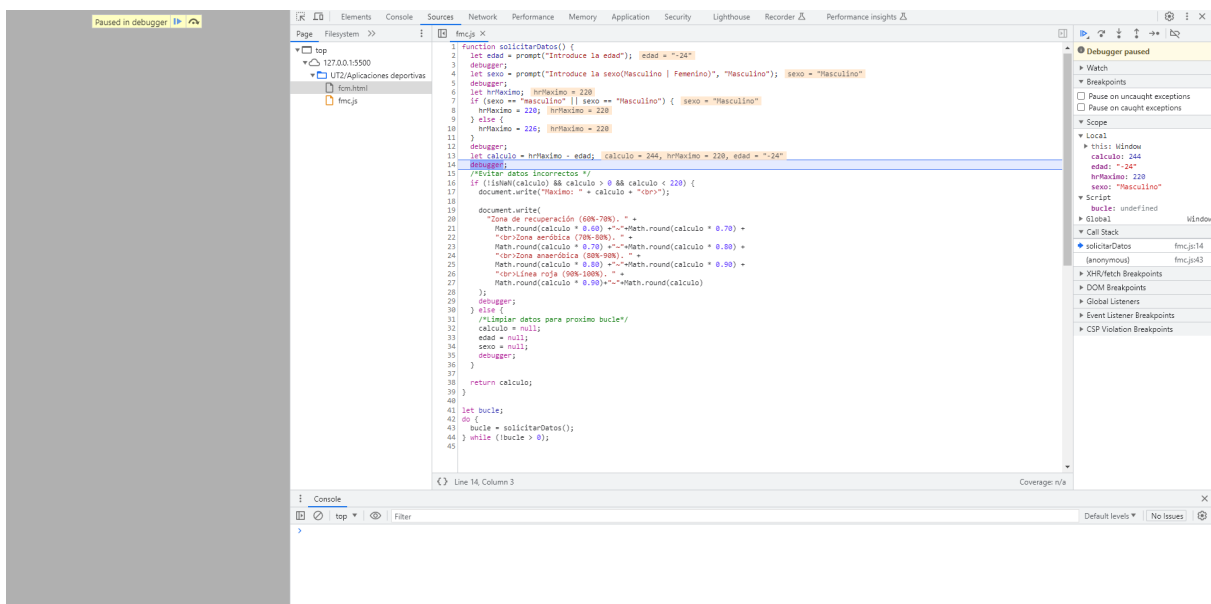 Paused in debugger
Elements Console Sources Network Performance Memory Application Security Lighthouse Recorder Performance insights
Page Filesystem
top
127.0.0.1:5500
UT2/Aplicaciones deportivas
fcm.html
fmc.js
fmc.js
1 function solicitarDatos() {
2 let edad = prompt("Introduce la edad"); edad = "-24"
3 debugger;
4 let sexo = prompt("Introduce la sexo(Masculino | Femenino)", "Masculino"); sexo = "Masculino"
5 debugger;
6 let hrMaximo; hrMaximo = 220
7 if (sexo == "masculino" || sexo == "Masculino") { sexo = "Masculino"
8 hrMaximo = 220; hrMaximo = 220
9 } else {
10 hrMaximo = 226; hrMaximo = 220
11 }
12 debugger;
13 let calculo = hrMaximo - edad; calculo = 244, hrMaximo = 220, edad = "-24"
14 debugger;
15 /*Evitar datos incorrectos */
16 if (!isNaN(calculo) && calculo > 0 && calculo < 220) {
17 document.write("Maximo: " + calculo + "<br>");
18
19 document.write(
20 "Zona de recuperación (60%-70%). " +
21 Math.round(calculo * 0.60) +"~"+Math.round(calculo * 0.70) +
22 "<br>Zona aeróbica (70%-80%). " +
23 Math.round(calculo * 0.70) +"~"+Math.round(calculo * 0.80) +
24 "<br>Zona anaeróbica (80%-90%). " +
25 Math.round(calculo * 0.80) +"~"+Math.round(calculo * 0.90) +
26 "<br>Línea roja (90%-100%). " +
27 Math.round(calculo * 0.90)+"~"+Math.round(calculo)
28 );
29 debugger;
30 } else {
31 /*Limpiar datos para proximo bucle*/
32 calculo = null;
33 edad = null;
34 sexo = null;
35 debugger;
36 }
37
38 return calculo;
39 }
40
41 let bucle;
42 do {
43 bucle = solicitarDatos();
44 } while (!bucle > 0);
45
{ } Line 14, Column 3 Coverage: n/a
Debugger paused
Watch
Breakpoints
Pause on uncaught exceptions
Pause on caught exceptions
Scope
Local
this: Window
calculo: 244
edad: "-24"
hrMaximo: 220
sexo: "Masculino"
Script
bucle: undefined
Global Window
Call Stack
solicitarDatos fmc.js:14
(anonymous) fmc.js:43
XHR/fetch Breakpoints
DOM Breakpoints
Global Listeners
Event Listener Breakpoints
CSP Violation Breakpoints
Console
top Filter Default levels No Issues